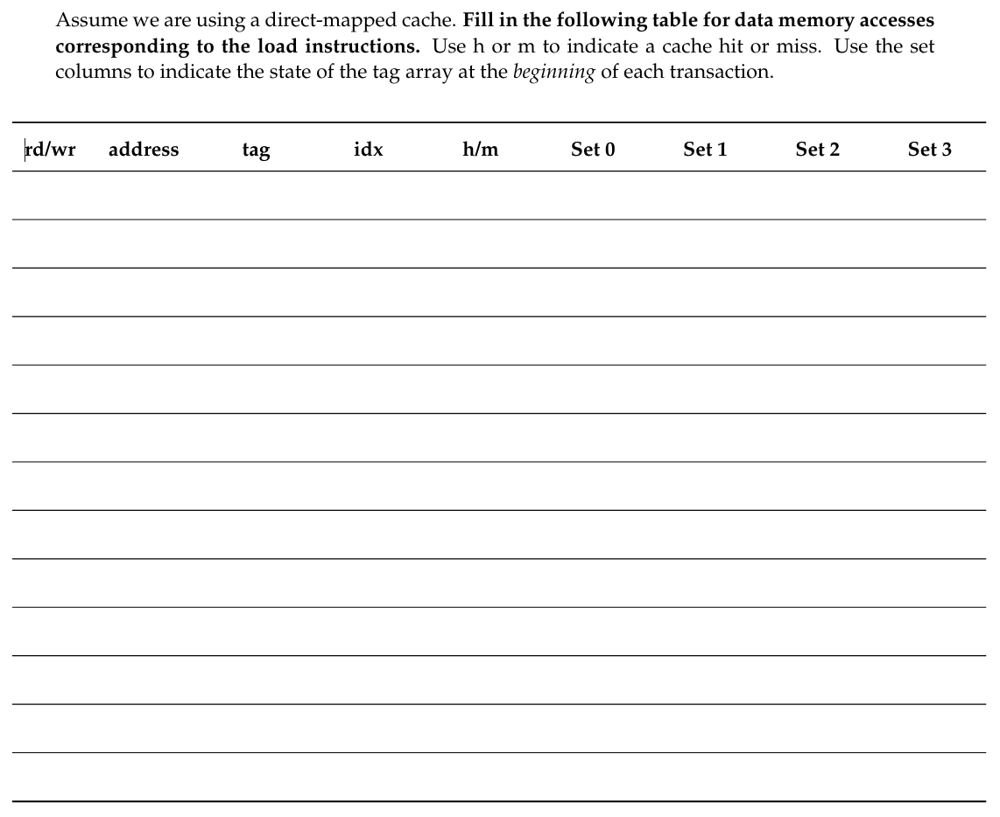 Assume we are using a direct-mapped cache. Fill in the following table for data memory accesses
corresponding to the load instructions. Use h or m to indicate a cache hit or miss. Use the set
columns to indicate the state of the tag array at the beginning of each transaction.
rd/wr address tag idx h/m Set 0 Set 1 Set 2 Set 3